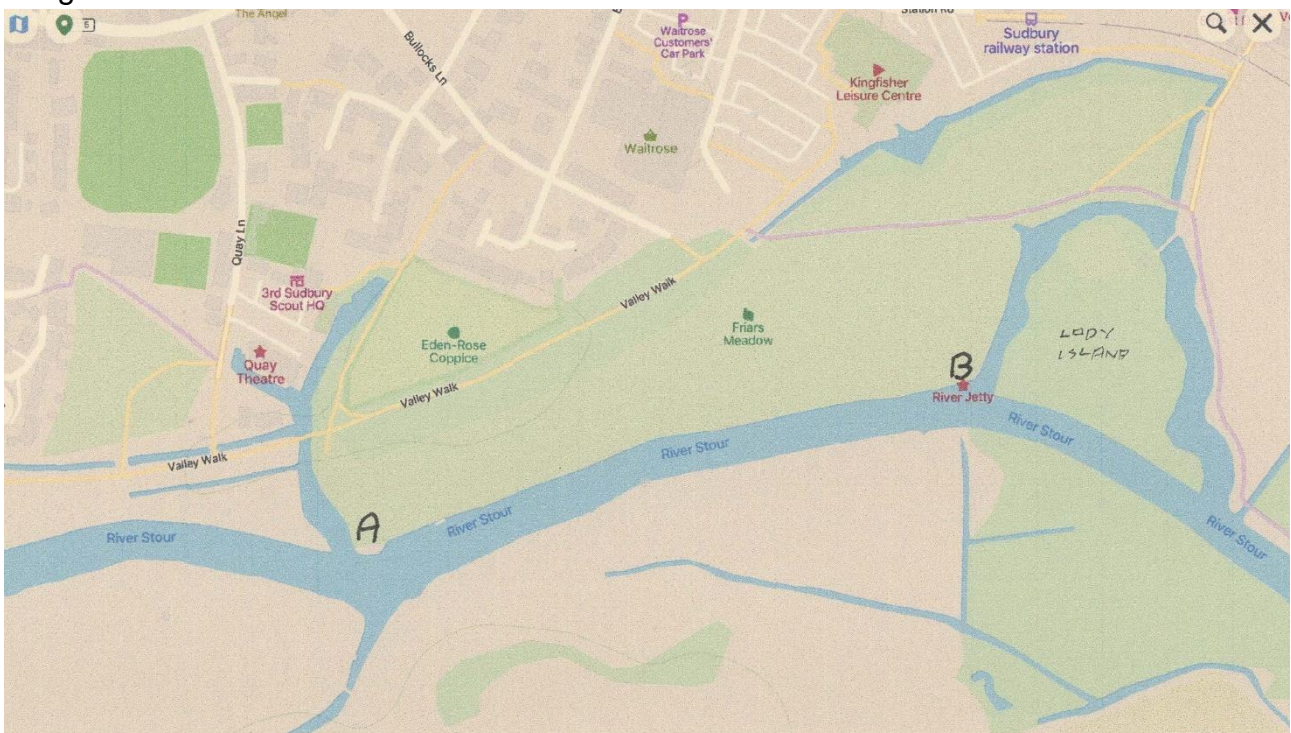 The Angel
5
Bullocks Ln
P
Waitrose
Customers'
Car Park
Station Rd
Sudbury
railway station
Kingfisher
Leisure Centre
Waitrose
Quay Ln
3rd Sudbury
Scout HQ
Valley Walk
Eden-Rose
Coppice
Friars
Meadow
LADY
ISLAND
Quay
Theatre
B
River Jetty
Valley Walk
River Stour
River Stour
Valley Walk
A
River Stour
River Stour
River Stour